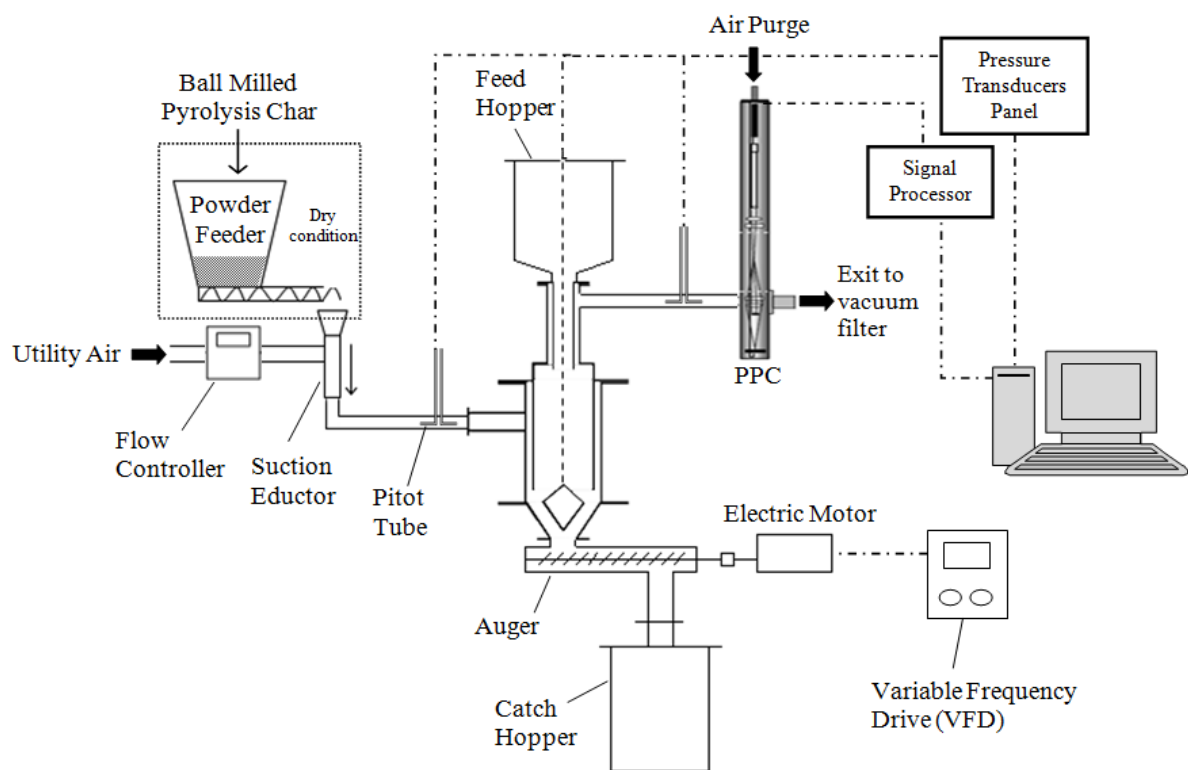 Air Purge
Ball Milled
Pyrolysis Char
Feed
Hopper
Pressure
Transducers
Panel
Signal
Processor
Powder
Feeder
Dry
condition
Exit to
vacuum
filter
Utility Air
PPC
Flow
Controller
Suction
Eductor
Pitot
Tube
Electric Motor
Auger
Variable Frequency
Drive (VFD)
Catch
Hopper